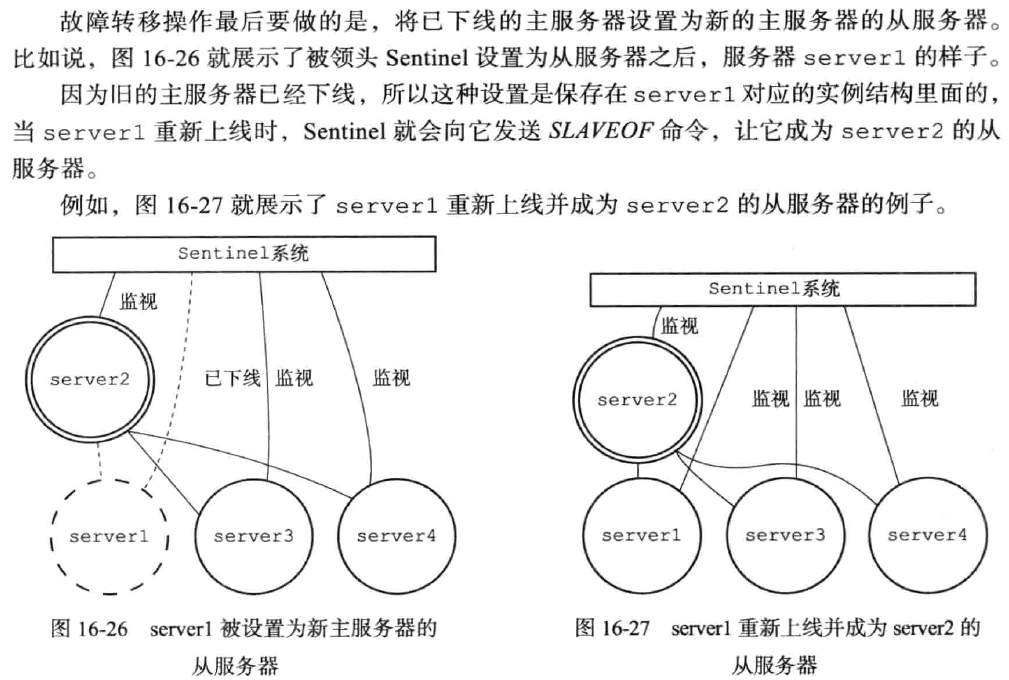 故障转移操作最后要做的是，将已下线的主服务器设置为新的主服务器的从服务器。
比如说，图 16-26 就展示了被领头 Sentinel 设置为从服务器之后，服务器 server1 的样子。
因为旧的主服务器已经下线，所以这种设置是保存在 server1 对应的实例结构里面的，
当 server1 重新上线时，Sentinel 就会向它发送 SLAVEOF 命令，让它成为 server2 的从
服务器。
例如，图 16-27 就展示了 server1 重新上线并成为 server2 的从服务器的例子。
Sentinel系统
监视
server2
已下线
监视
监视
server1
server3
server4
图 16-26 server1 被设置为新主服务器的
从服务器
Sentinel系统
监视
server2
监视
监视
监视
server1
server3
server4
图 16-27 server1 重新上线并成为 server2 的
从服务器